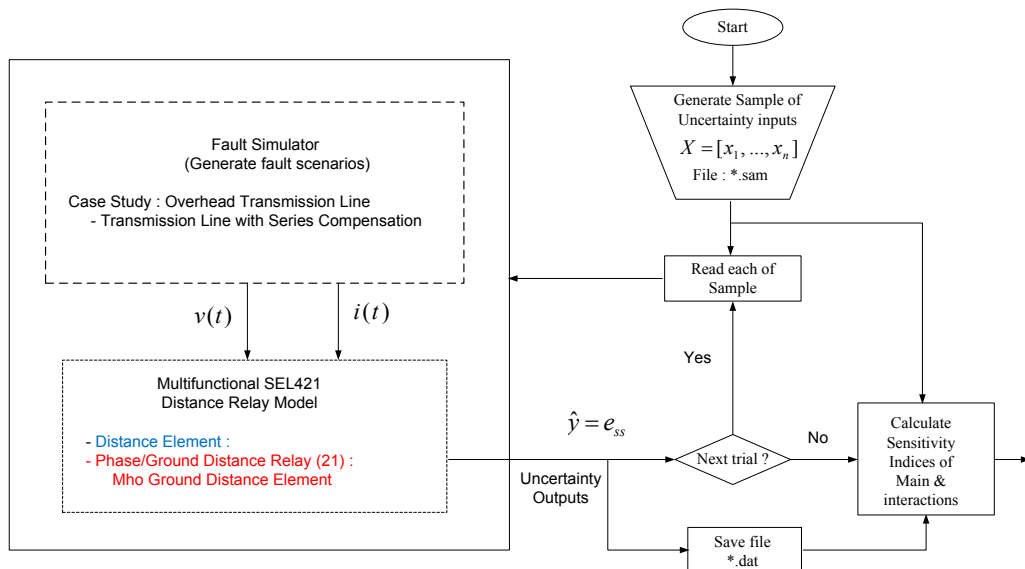 Start
Generate Sample of
Uncertainty inputs
X = [x₁, ..., xₙ]
File : *.sam
Fault Simulator
(Generate fault scenarios)
Case Study : Overhead Transmission Line
- Transmission Line with Series Compensation
Read each of
Sample
v(t)
i(t)
Yes
Multifunctional SEL421
Distance Relay Model
- Distance Element :
- Phase/Ground Distance Relay (21) :
Mho Ground Distance Element
ŷ = eₛₛ
Uncertainty
Outputs
Next trial ?
No
Calculate
Sensitivity
Indices of
Main &
interactions
Save file
*.dat